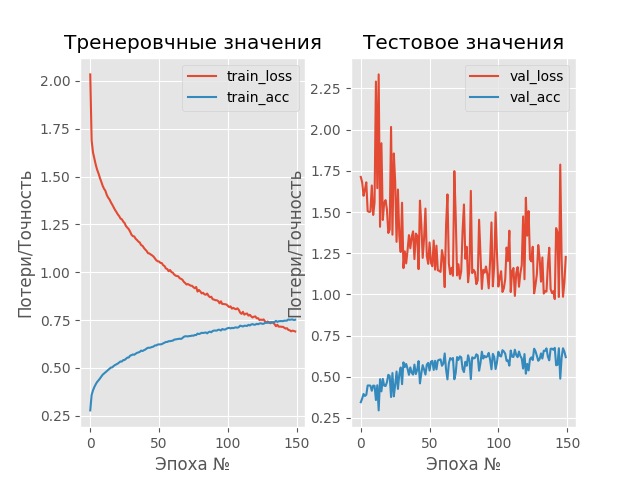 Тренеровчные значения
train_loss
train_acc
2.00
1.75
1.50
1.25
1.00
0.75
0.50
0.25
0
50
100
150
Потери/Точность
Эпоха №
Тестовое значения
val_loss
val_acc
2.25
2.00
1.75
1.50
1.25
1.00
0.75
0.50
0.25
0
50
100
150
Потери/Точность
Эпоха №